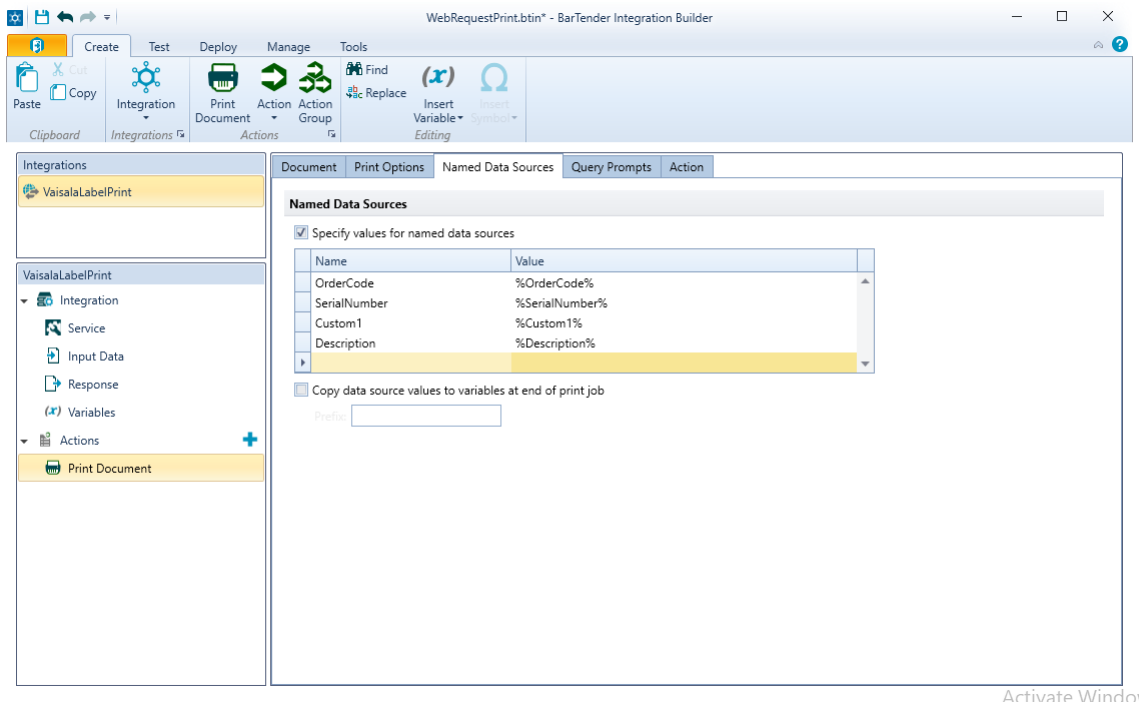 WebRequestPrint.btin* - BarTender Integration Builder
Create Test Deploy Manage Tools
Paste Cut Copy
Clipboard
Integration
Integrations
Print Document Action Action Group
Actions
Find
Replace
Insert Variable Insert Symbol
Editing
Integrations
VaisalaLabelPrint
VaisalaLabelPrint
Integration
Service
Input Data
Response
(x) Variables
Actions
Print Document
Document Print Options Named Data Sources Query Prompts Action
Named Data Sources
Specify values for named data sources
Name Value
OrderCode %OrderCode%
SerialNumber %SerialNumber%
Custom1 %Custom1%
Description %Description%
Copy data source values to variables at end of print job
Prefix:
Activate Window